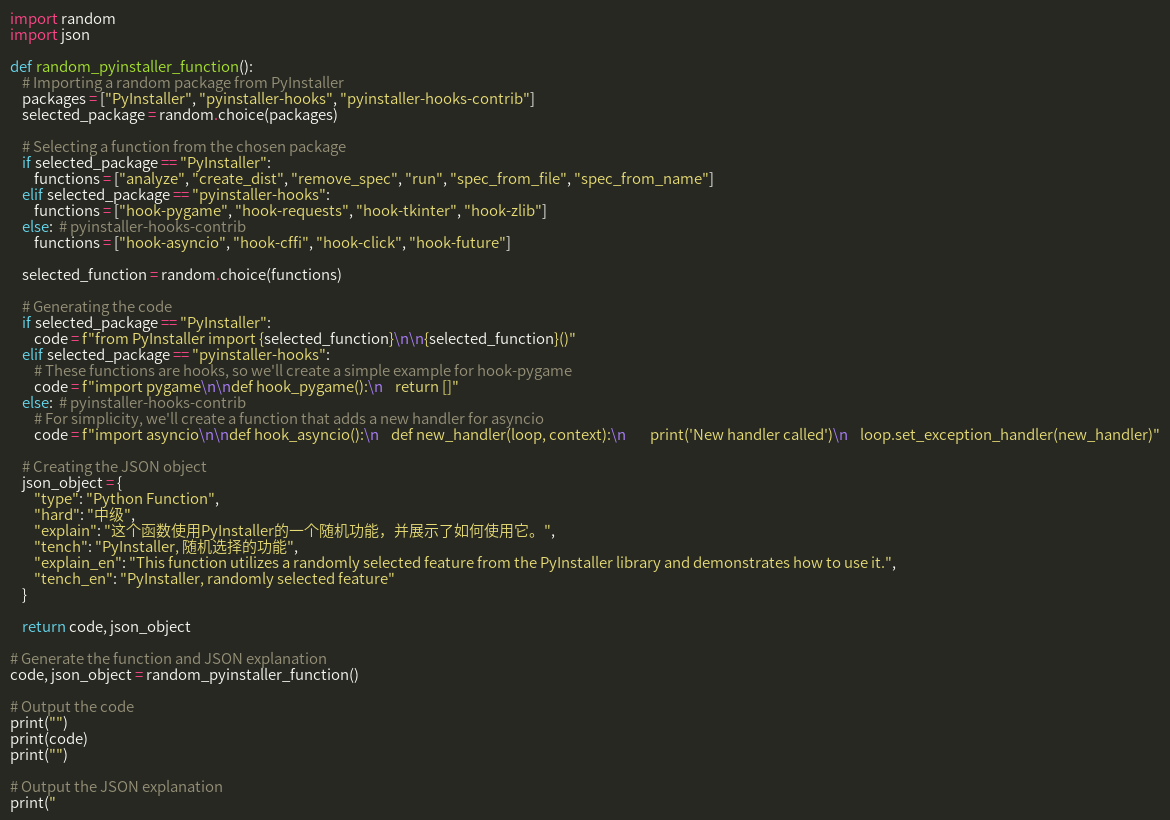 import random
import json

def random_pyinstaller_function():
    # Importing a random package from PyInstaller
    packages = ["PyInstaller", "pyinstaller-hooks", "pyinstaller-hooks-contrib"]
    selected_package = random.choice(packages)

    # Selecting a function from the chosen package
    if selected_package == "PyInstaller":
        functions = ["analyze", "create_dist", "remove_spec", "run", "spec_from_file", "spec_from_name"]
    elif selected_package == "pyinstaller-hooks":
        functions = ["hook-pygame", "hook-requests", "hook-tkinter", "hook-zlib"]
    else:  # pyinstaller-hooks-contrib
        functions = ["hook-asyncio", "hook-cffi", "hook-click", "hook-future"]

    selected_function = random.choice(functions)

    # Generating the code
    if selected_package == "PyInstaller":
        code = f"from PyInstaller import {selected_function}\n\n{selected_function}()"
    elif selected_package == "pyinstaller-hooks":
        # These functions are hooks, so we'll create a simple example for hook-pygame
        code = f"import pygame\n\ndef hook_pygame():\n    return []"
    else:  # pyinstaller-hooks-contrib
        # For simplicity, we'll create a function that adds a new handler for asyncio
        code = f"import asyncio\n\ndef hook_asyncio():\n    def new_handler(loop, context):\n        print('New handler called')\n    loop.set_exception_handler(new_handler)"

    # Creating the JSON object
    json_object = {
        "type": "Python Function",
        "hard": "中级",
        "explain": "这个函数使用PyInstaller的一个随机功能，并展示了如何使用它。",
        "tench": "PyInstaller, 随机选择的功能",
        "explain_en": "This function utilizes a randomly selected feature from the PyInstaller library and demonstrates how to use it.",
        "tench_en": "PyInstaller, randomly selected feature"
    }

    return code, json_object

# Generate the function and JSON explanation
code, json_object = random_pyinstaller_function()

# Output the code
print("")
print(code)
print("")

# Output the JSON explanation
print("